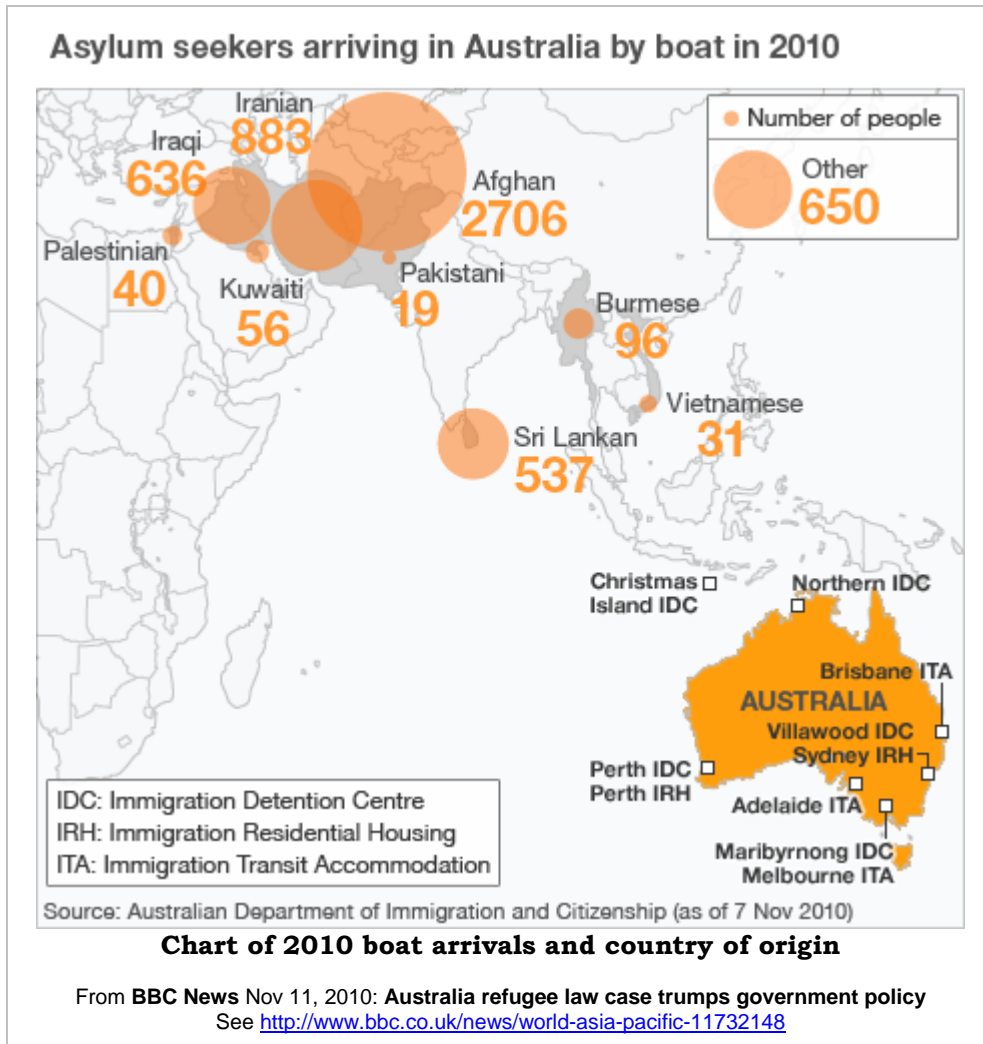 Asylum seekers arriving in Australia by boat in 2010
Iranian
883
Iraqi
636
Number of people
Other
650
Afghan
2706
Palestinian
40
Kuwaiti
56
Pakistani
19
Burmese
96
Vietnamese
31
Sri Lankan
537
Christmas
Island IDC
Northern IDC
Brisbane ITA
AUSTRALIA
Villawood IDC
Sydney IRH
Perth IDC
Perth IRH
Adelaide ITA
Maribyrnong IDC
Melbourne ITA
IDC: Immigration Detention Centre
IRH: Immigration Residential Housing
ITA: Immigration Transit Accommodation
Source: Australian Department of Immigration and Citizenship (as of 7 Nov 2010)
Chart of 2010 boat arrivals and country of origin
From BBC News Nov 11, 2010: Australia refugee law case trumps government policy
See http://www.bbc.co.uk/news/world-asia-pacific-11732148